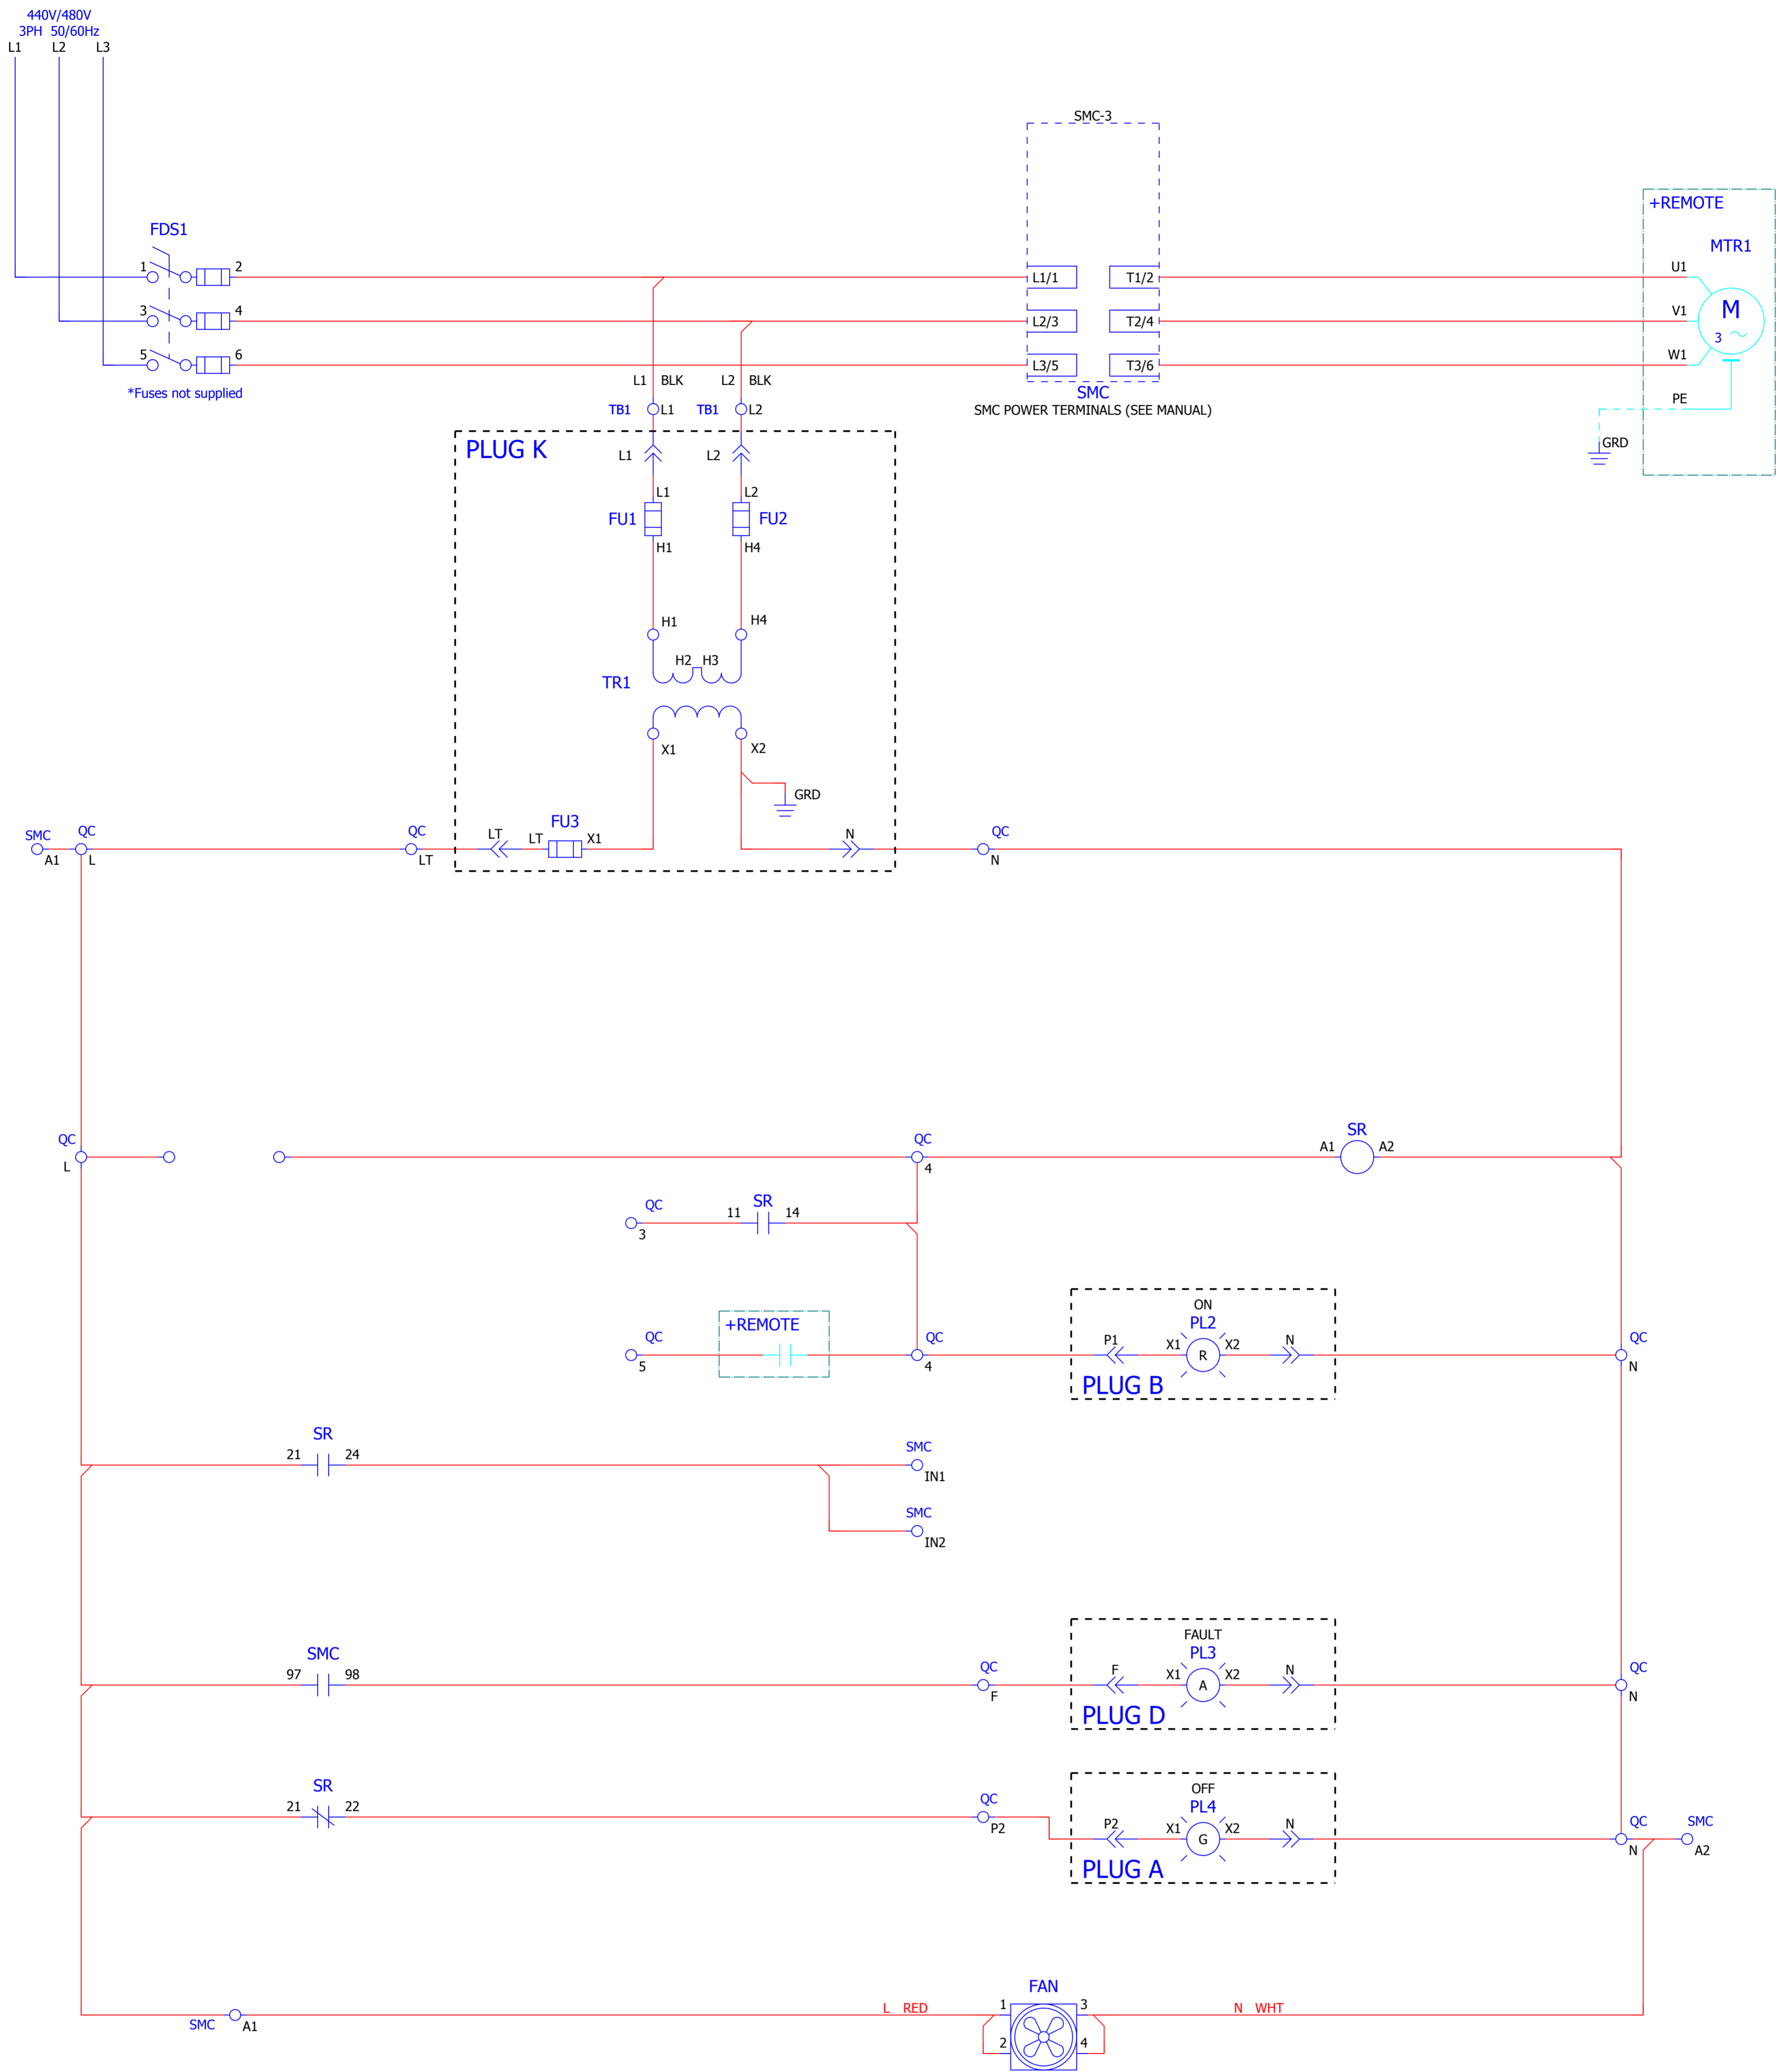 440V/480V
3PH 50/60Hz
L1 L2 L3
SMC-3
+REMOTE
FDS1
MTR1
1 2
L1/1 T1/2
U1
3 4
L2/3 T2/4
V1
M
3
5 6
L3/5 T3/6
W1
*Fuses not supplied
L1 BLK L2 BLK
SMC
PE
TB1 L1 TB1 L2
SMC POWER TERMINALS (SEE MANUAL)
GRD
PLUG K
L1 L2
L1 L2
FU1 FU2
H1 H4
H1 H4
H2 H3
TR1
X1 X2
GRD
FU3
SMC QC QC LT LT X1 N QC
A1 L LT N
QC QC SR
A1 A2
L 4
QC SR
11 14
3
ON
+REMOTE PL2
QC QC P1 X1 X2 N QC
R
5 4 N
PLUG B
SR SMC
21 24
IN1
SMC
IN2
FAULT
SMC PL3
97 98 QC F X1 X2 N QC
A
F N
PLUG D
SR OFF
21 22 QC PL4
P2 P2 X1 X2 N QC SMC
G
N A2
PLUG A
FAN
L RED 1 3 N WHT
SMC A1
2 4